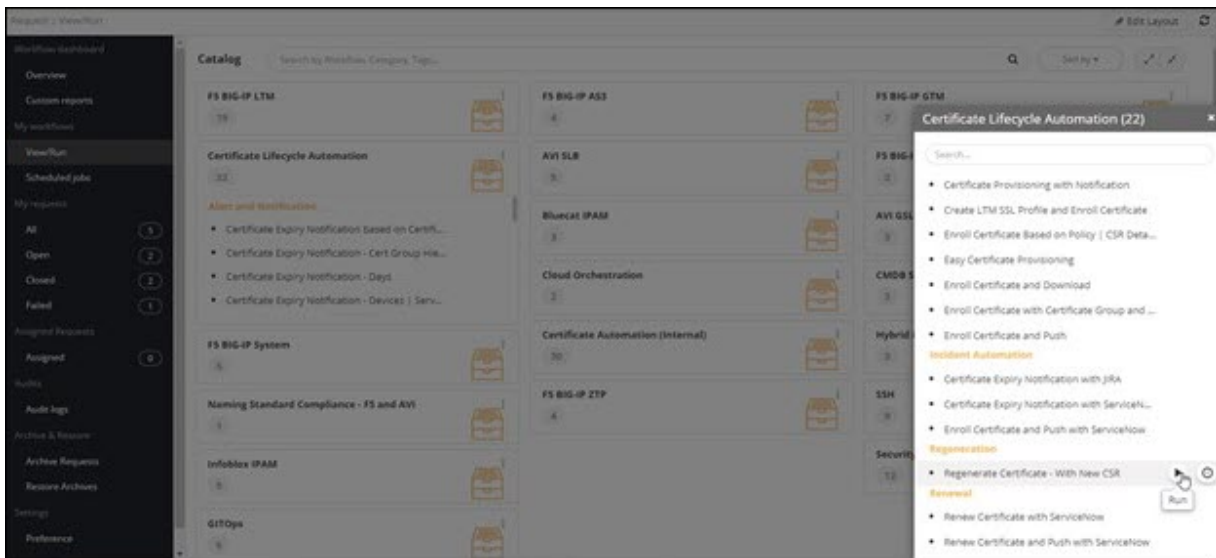 Request : View/Run
Edit Layout
Workflow dashboard
Overview
Custom reports
My workflows
View/Run
Scheduled jobs
My requests
All 5
Open 2
Closed 2
Failed 1
Assigned Requests
Assigned 0
Audits
Audit logs
Archive & Restore
Archive Requests
Restore Archives
Settings
Preference
Catalog
Search by Workflow, Category, Tags...
Sort by
F5 BIG-IP LTM
19
Certificate Lifecycle Automation
22
Alert and Notification
Certificate Expiry Notification based on Certifi...
Certificate Expiry Notification - Cert Group Hie...
Certificate Expiry Notification - Days
Certificate Expiry Notification - Devices | Serv...
F5 BIG-IP System
Naming Standard Compliance - F5 and AVI
1
Infoblox IPAM
GITOps
F5 BIG-IP AS3
4
AVI SLB
Bluecat IPAM
3
Cloud Orchestration
2
Certificate Automation (Internal)
30
F5 BIG-IP ZTP
4
F5 BIG-IP GTM
7
F5 BIG-I
2
AVI GSL
CMDB S
3
Hybrid
3
SSH
Security
12
Certificate Lifecycle Automation (22)
Search...
Certificate Provisioning with Notification
Create LTM SSL Profile and Enroll Certificate
Enroll Certificate Based on Policy | CSR Deta...
Easy Certificate Provisioning
Enroll Certificate and Download
Enroll Certificate with Certificate Group and ...
Enroll Certificate and Push
Incident Automation
Certificate Expiry Notification with JIRA
Certificate Expiry Notification with ServiceN...
Enroll Certificate and Push with ServiceNow
Regeneration
Regenerate Certificate - With New CSR
Run
Renewal
Renew Certificate with ServiceNow
Renew Certificate and Push with ServiceNow